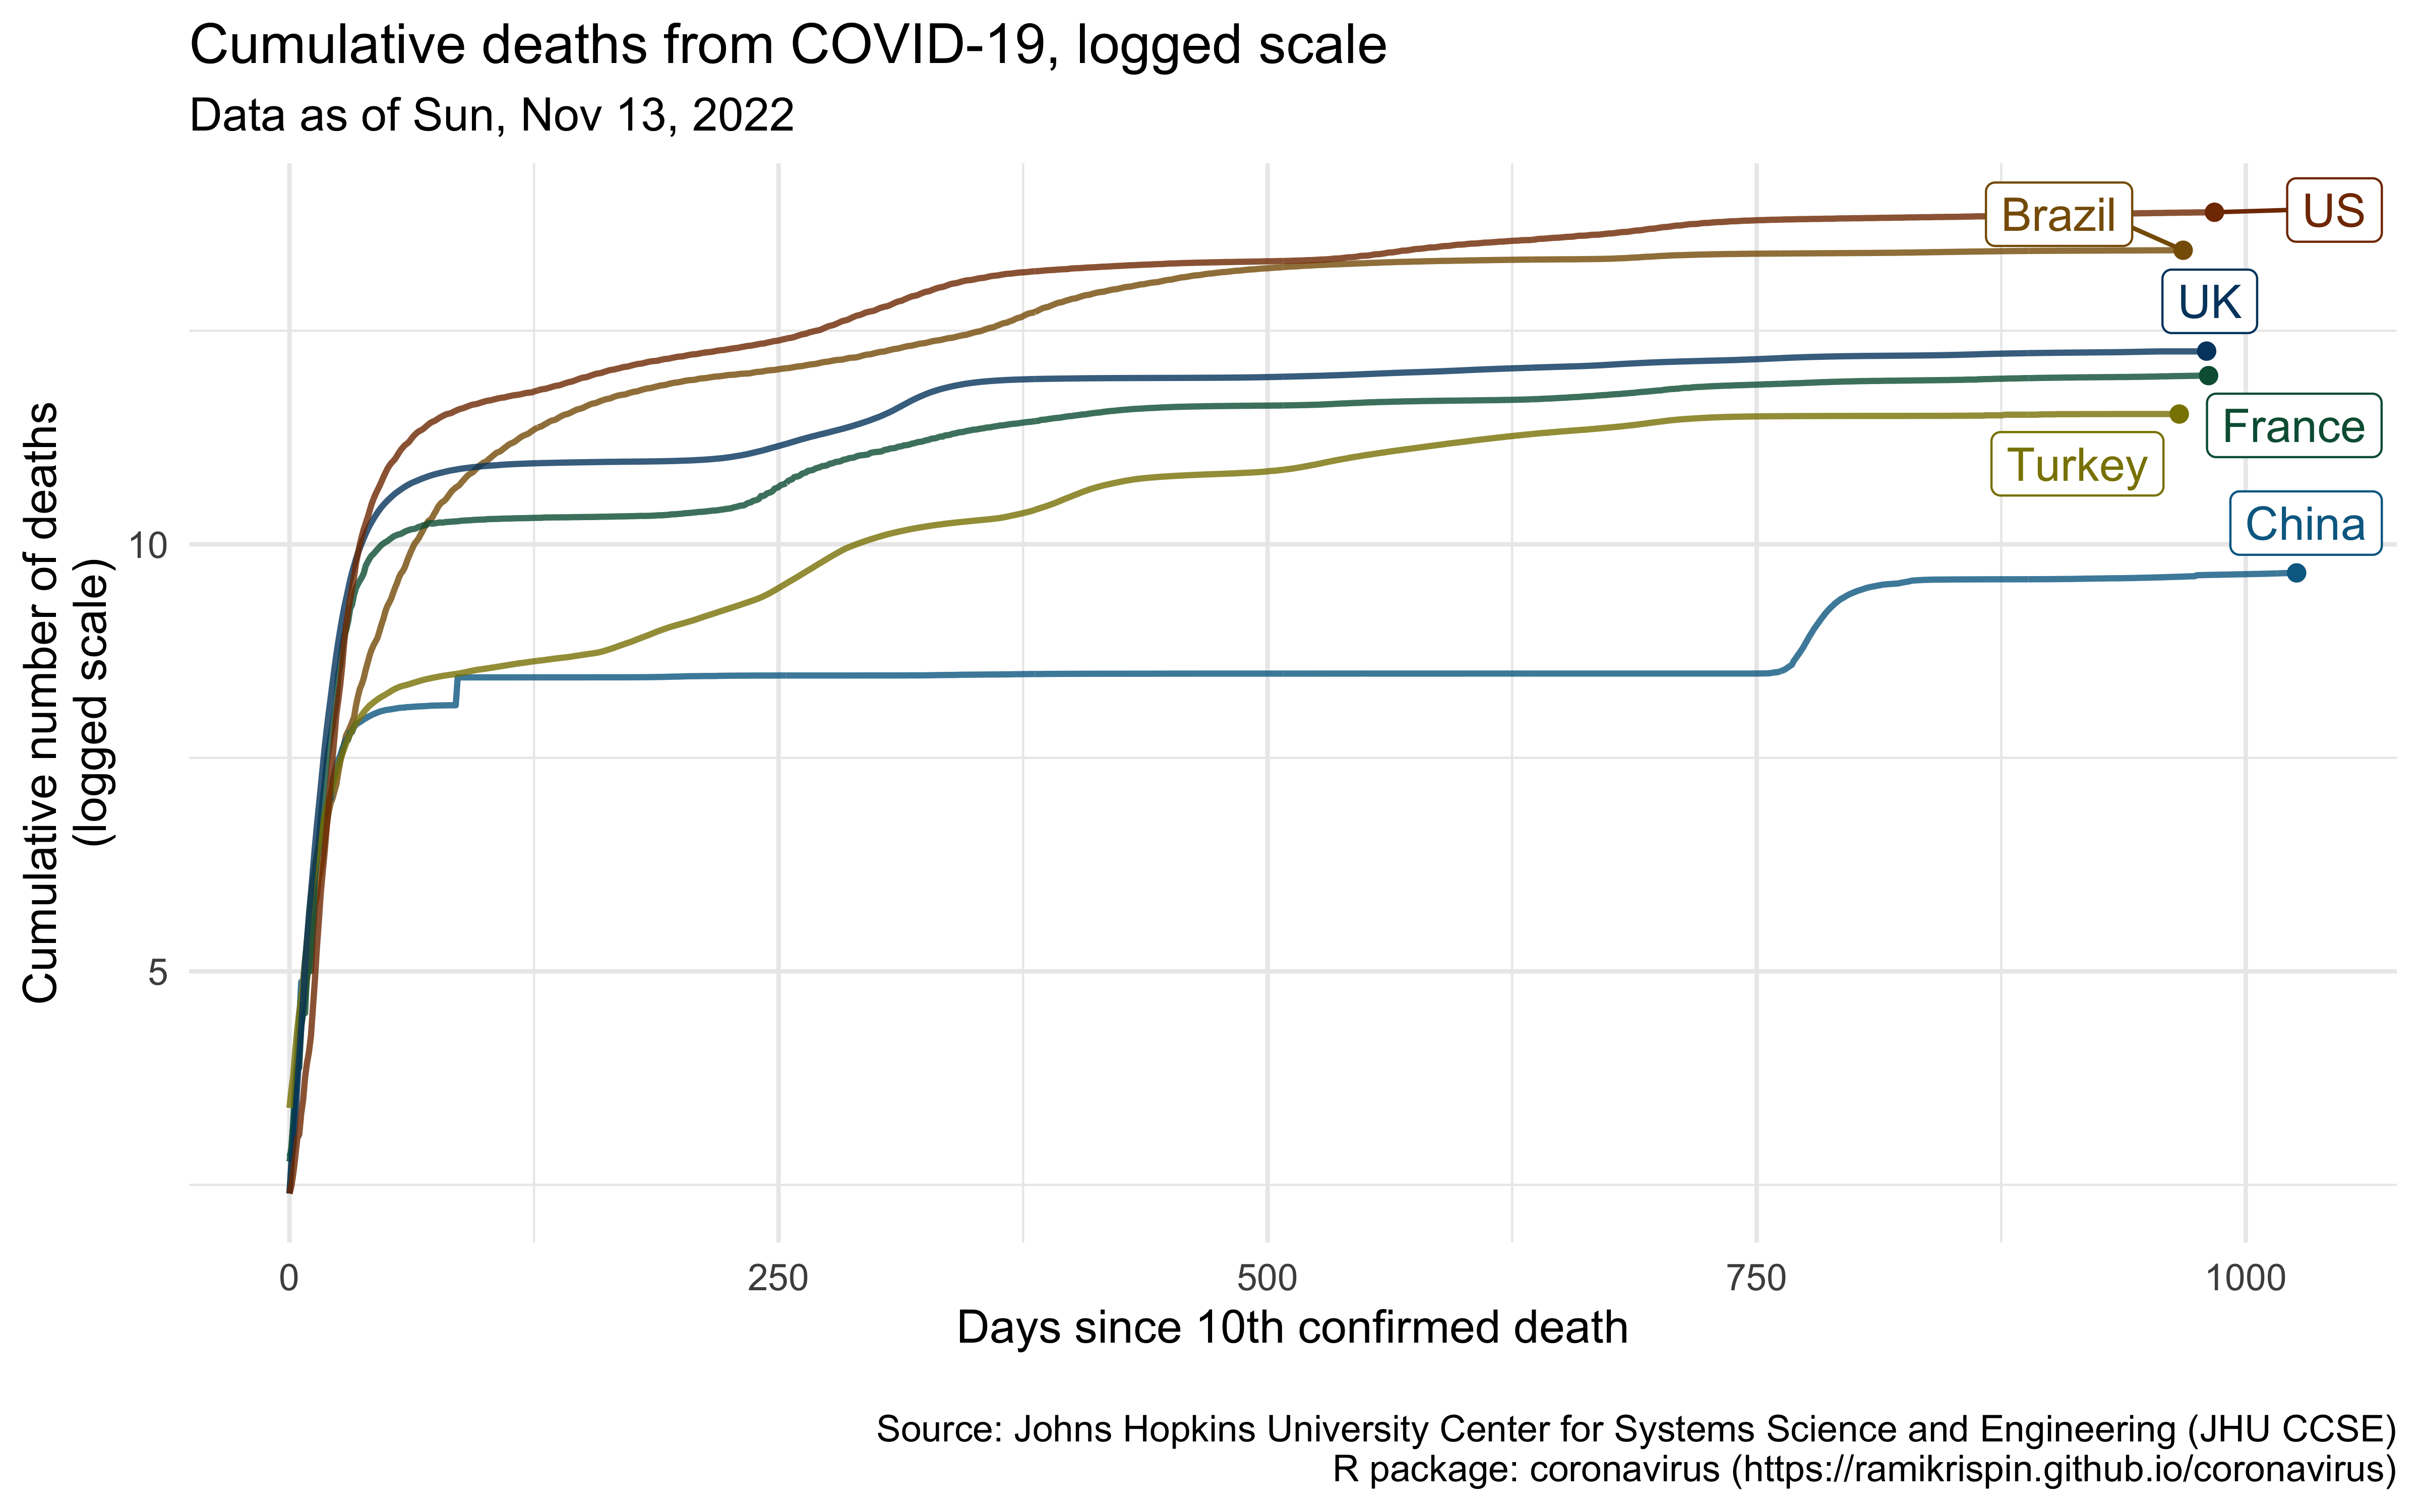 Cumulative deaths from COVID-19, logged scale
Data as of Sun, Nov 13, 2022
Cumulative number of deaths
(logged scale)
10
5
Brazil
US
UK
France
Turkey
China
0
250
500
750
1000
Days since 10th confirmed death
Source: Johns Hopkins University Center for Systems Science and Engineering (JHU CCSE)
R package: coronavirus (https://ramikrispin.github.io/coronavirus)